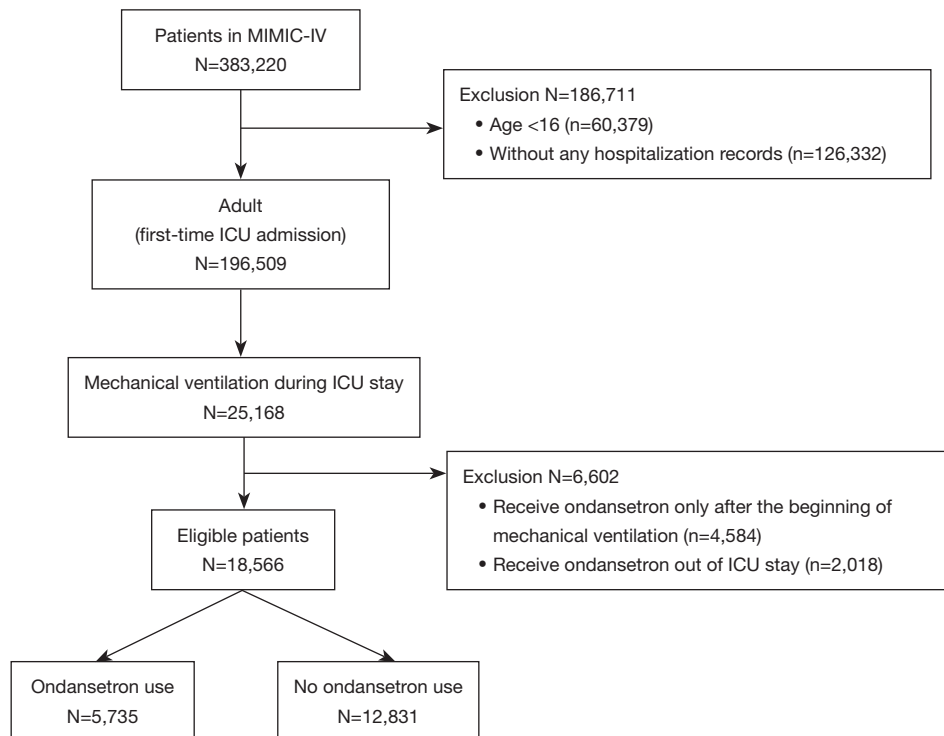 Patients in MIMIC-IV
N=383,220
Exclusion N=186,711
• Age <16 (n=60,379)
• Without any hospitalization records (n=126,332)
Adult
(first-time ICU admission)
N=196,509
Mechanical ventilation during ICU stay
N=25,168
Exclusion N=6,602
• Receive ondansetron only after the beginning of
mechanical ventilation (n=4,584)
• Receive ondansetron out of ICU stay (n=2,018)
Eligible patients
N=18,566
Ondansetron use
N=5,735
No ondansetron use
N=12,831